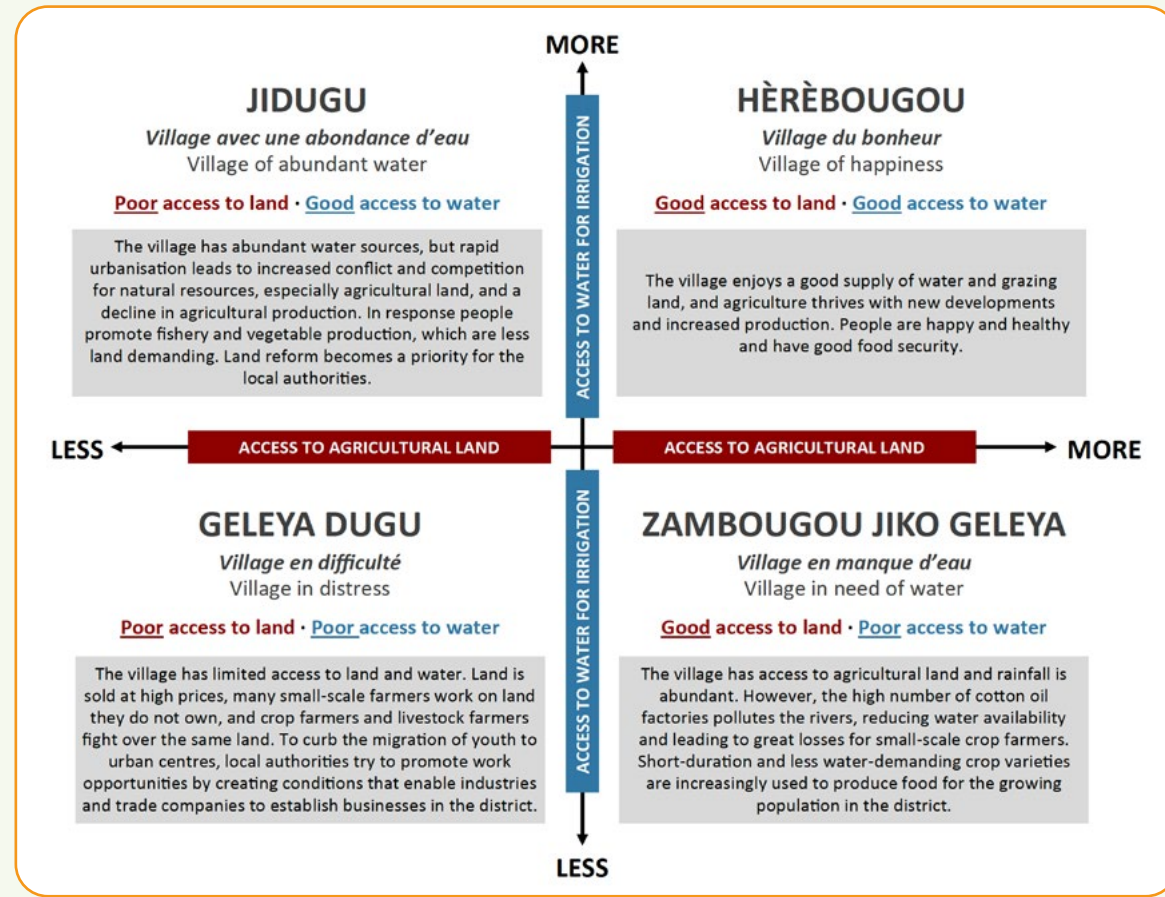 MORE
JIDUGU
Village avec une abondance d'eau
Village of abundant water
Poor access to land · Good access to water
The village has abundant water sources, but rapid
urbanisation leads to increased conflict and competition
for natural resources, especially agricultural land, and a
decline in agricultural production. In response people
promote fishery and vegetable production, which are less
land demanding. Land reform becomes a priority for the
local authorities.
ACCESS TO WATER FOR IRRIGATION
HÈRÈBOUGOU
Village du bonheur
Village of happiness
Good access to land · Good access to water
The village enjoys a good supply of water and grazing
land, and agriculture thrives with new developments
and increased production. People are happy and healthy
and have good food security.
LESS
ACCESS TO AGRICULTURAL LAND
ACCESS TO AGRICULTURAL LAND
MORE
GELEYA DUGU
Village en difficulté
Village in distress
Poor access to land · Poor access to water
The village has limited access to land and water. Land is
sold at high prices, many small-scale farmers work on land
they do not own, and crop farmers and livestock farmers
fight over the same land. To curb the migration of youth to
urban centres, local authorities try to promote work
opportunities by creating conditions that enable industries
and trade companies to establish businesses in the district.
ACCESS TO WATER FOR IRRIGATION
ZAMBOUGOU JIKO GELEYA
Village en manque d'eau
Village in need of water
Good access to land · Poor access to water
The village has access to agricultural land and rainfall is
abundant. However, the high number of cotton oil
factories pollutes the rivers, reducing water availability
and leading to great losses for small-scale crop farmers.
Short-duration and less water-demanding crop varieties
are increasingly used to produce food for the growing
population in the district.
LESS